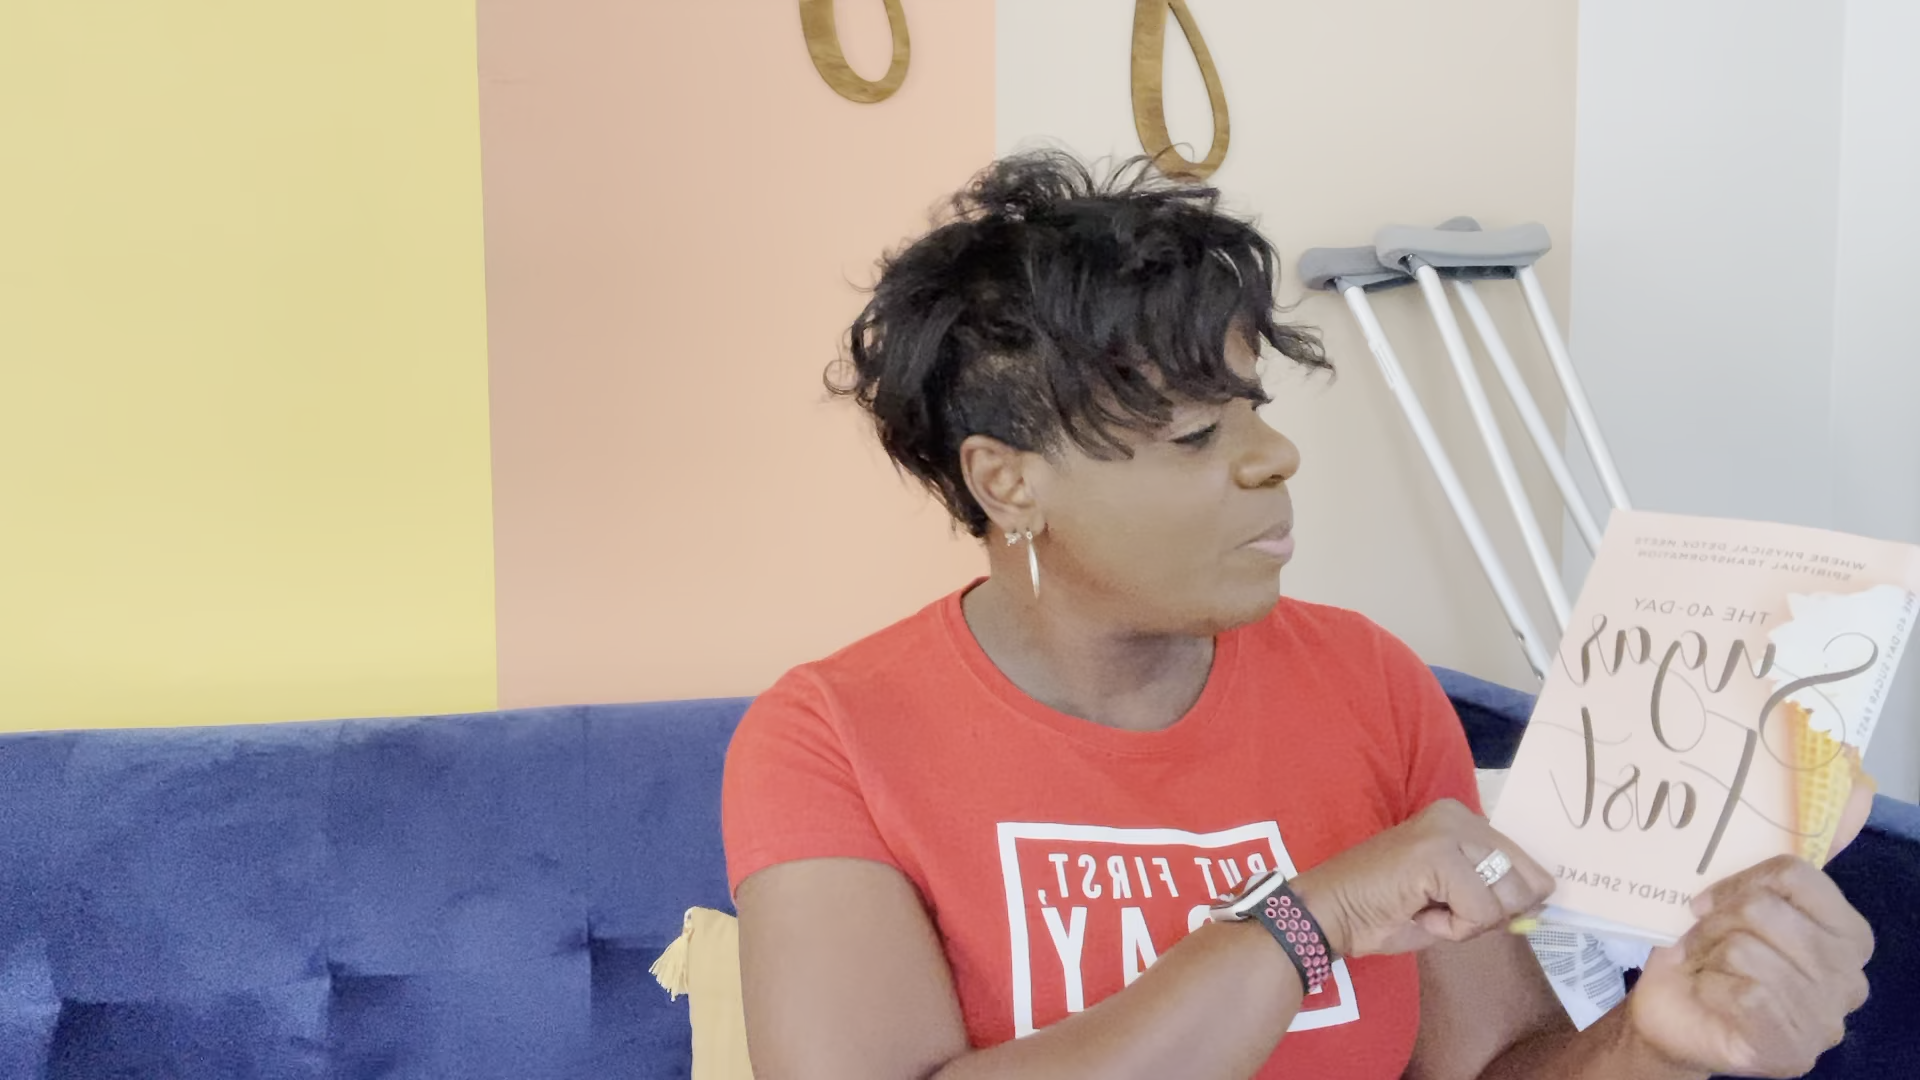 BUT FIRST,
WHERE PHYSICAL DETOX MEETS
SPIRITUAL TRANSFORMATION
THE 40-DAY
Sugar
Fast
WENDY SPEAKE
THE 40-DAY SUGAR FAST